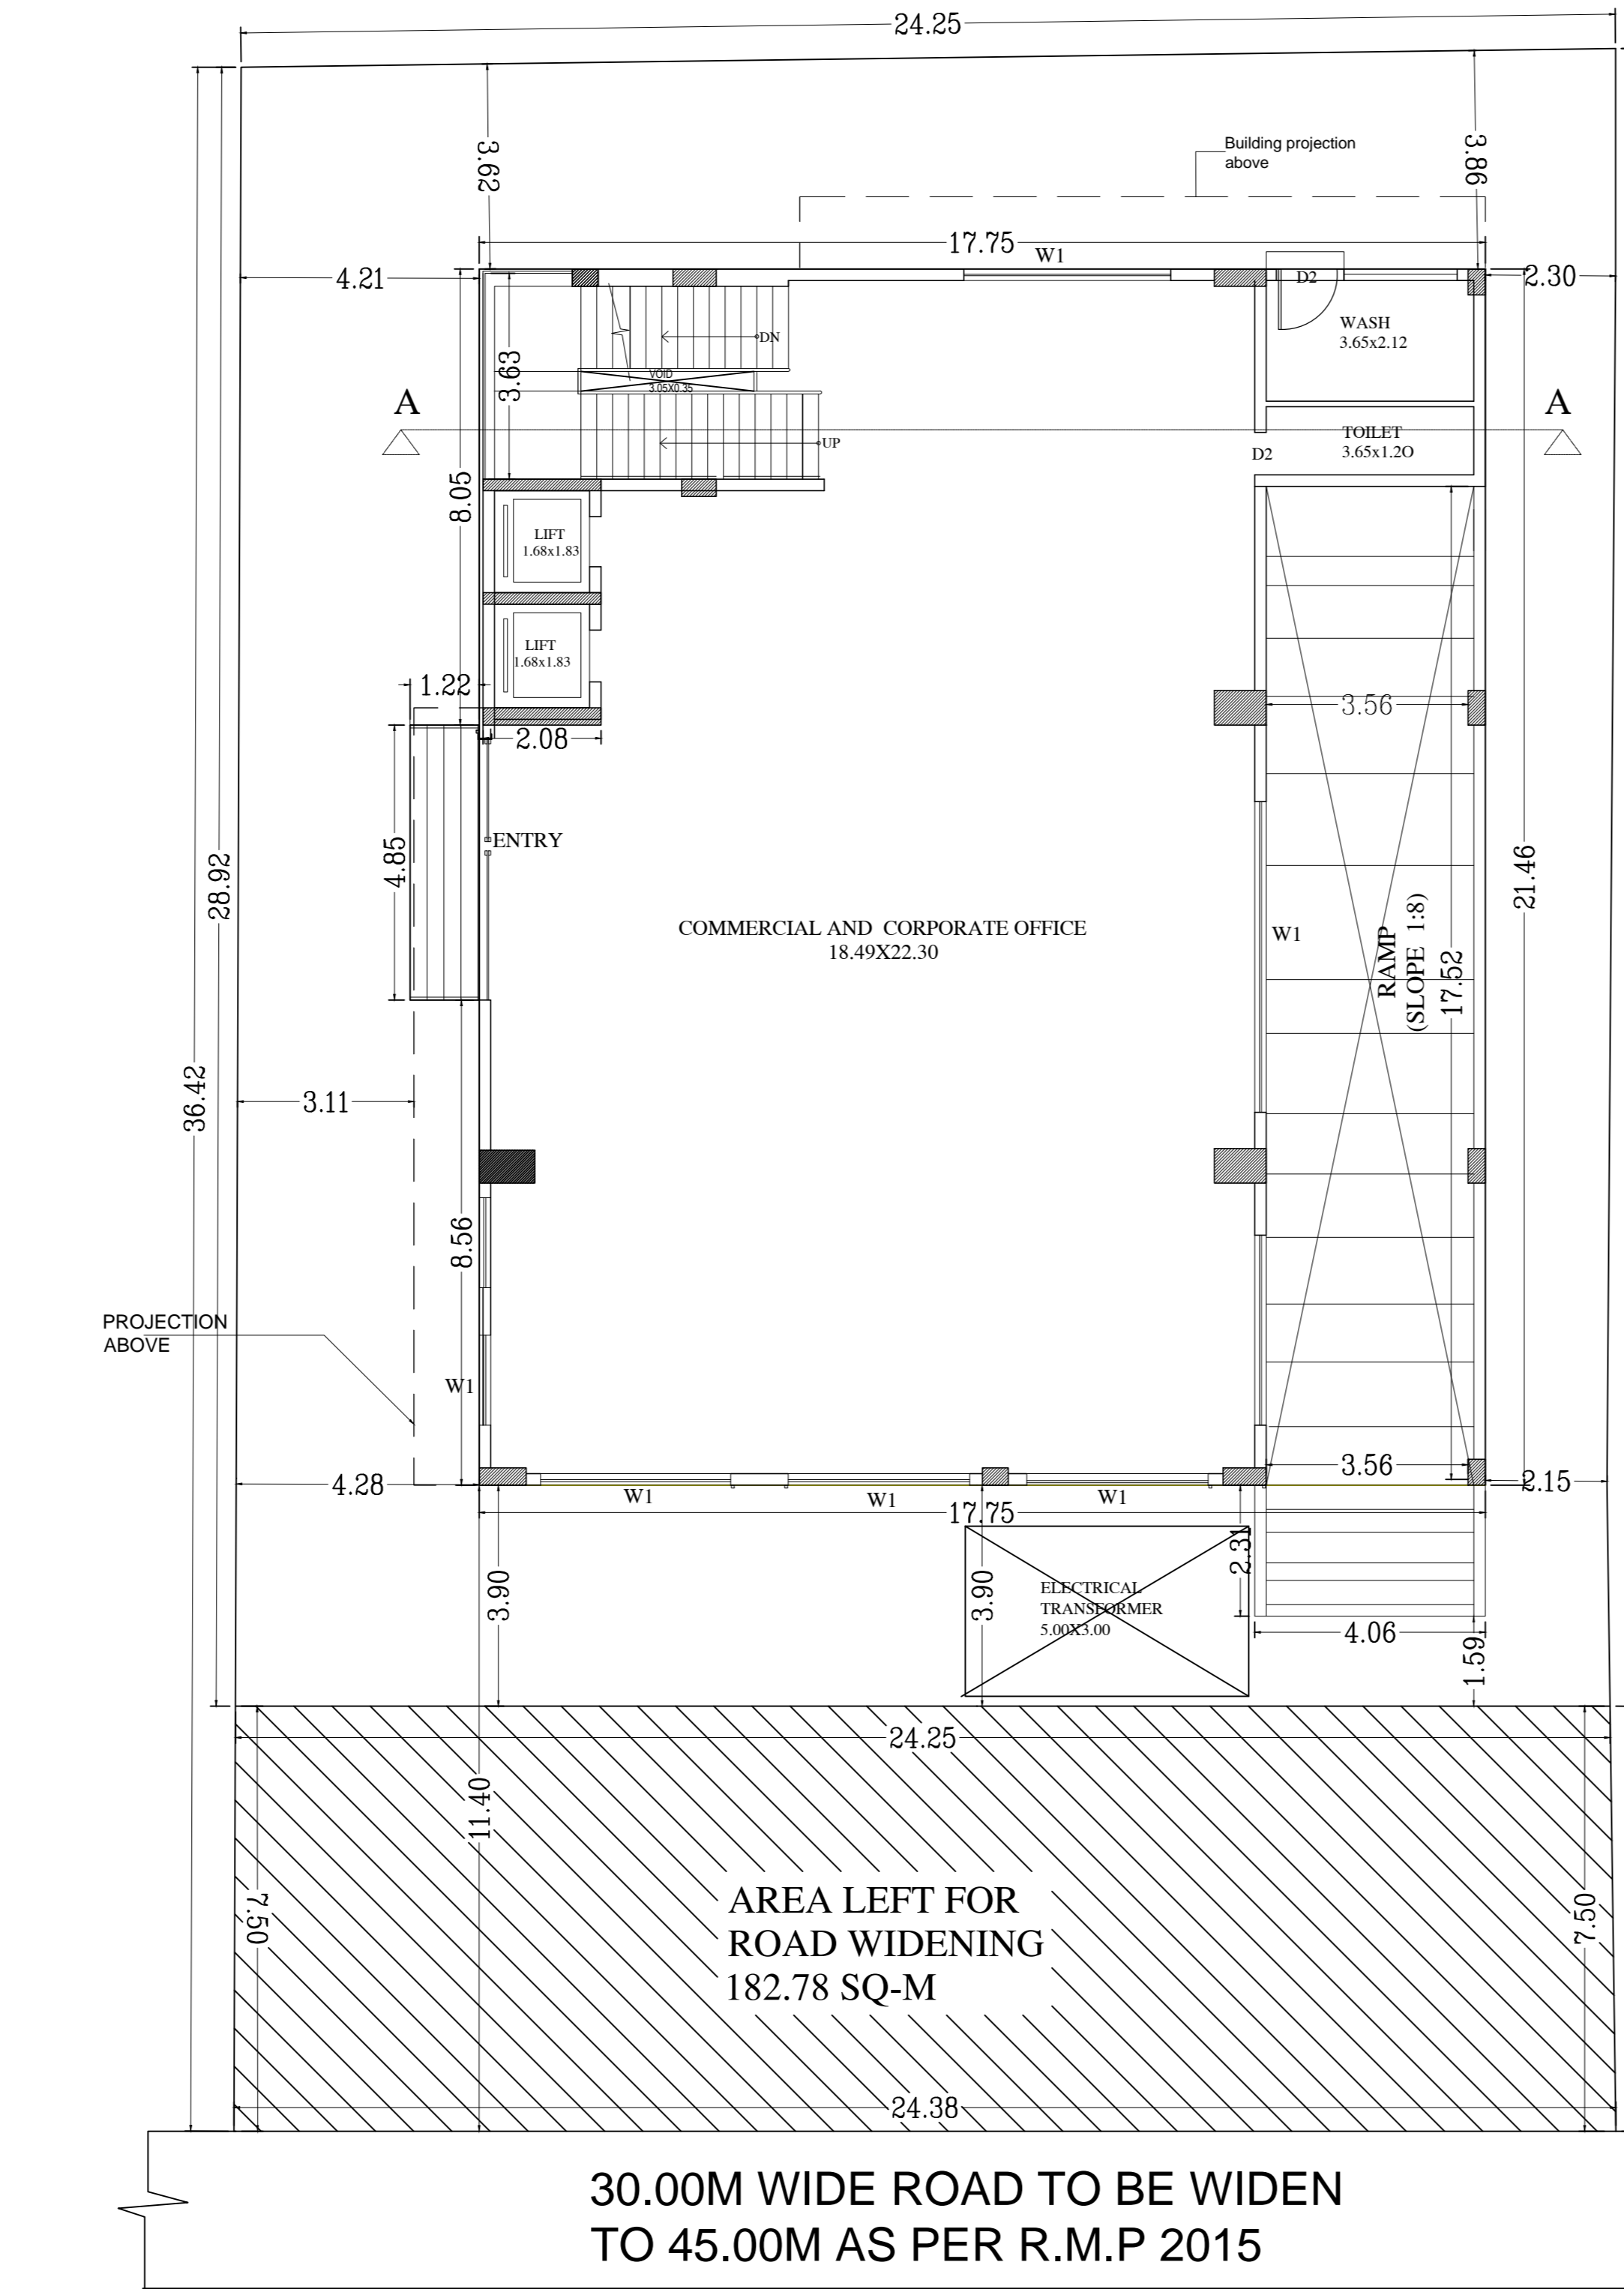 24.25
3.62
3.86
Building projection
above
17.75
W1
4.21
2.30
D2
WASH
3.65x2.12
DN
3.63
VOID
3.05X0.35
A
A
TOILET
3.65x1.2O
UP
D2
8.05
LIFT
1.68x1.83
LIFT
1.68x1.83
1.22
3.56
2.08
ENTRY
4.85
28.92
21.46
COMMERCIAL AND CORPORATE OFFICE
18.49X22.30
W1
RAMP
(SLOPE 1:8)
17.52
36.42
3.11
8.56
PROJECTION
ABOVE
W1
4.28
3.56
2.15
W1
W1
W1
17.75
2.31
3.90
3.90
ELECTRICAL
TRANSFORMER
5.00X3.00
4.06
1.59
24.25
11.40
7.50
7.50
AREA LEFT FOR
ROAD WIDENING
182.78 SQ-M
24.38
30.00M WIDE ROAD TO BE WIDEN
TO 45.00M AS PER R.M.P 2015